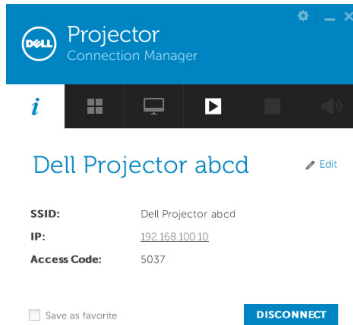 DELL
Projector
Connection Manager
i
Dell Projector abcd
Edit
SSID: Dell Projector abcd
IP: 192.168.100.10
Access Code: 5037
Save as favorite
DISCONNECT